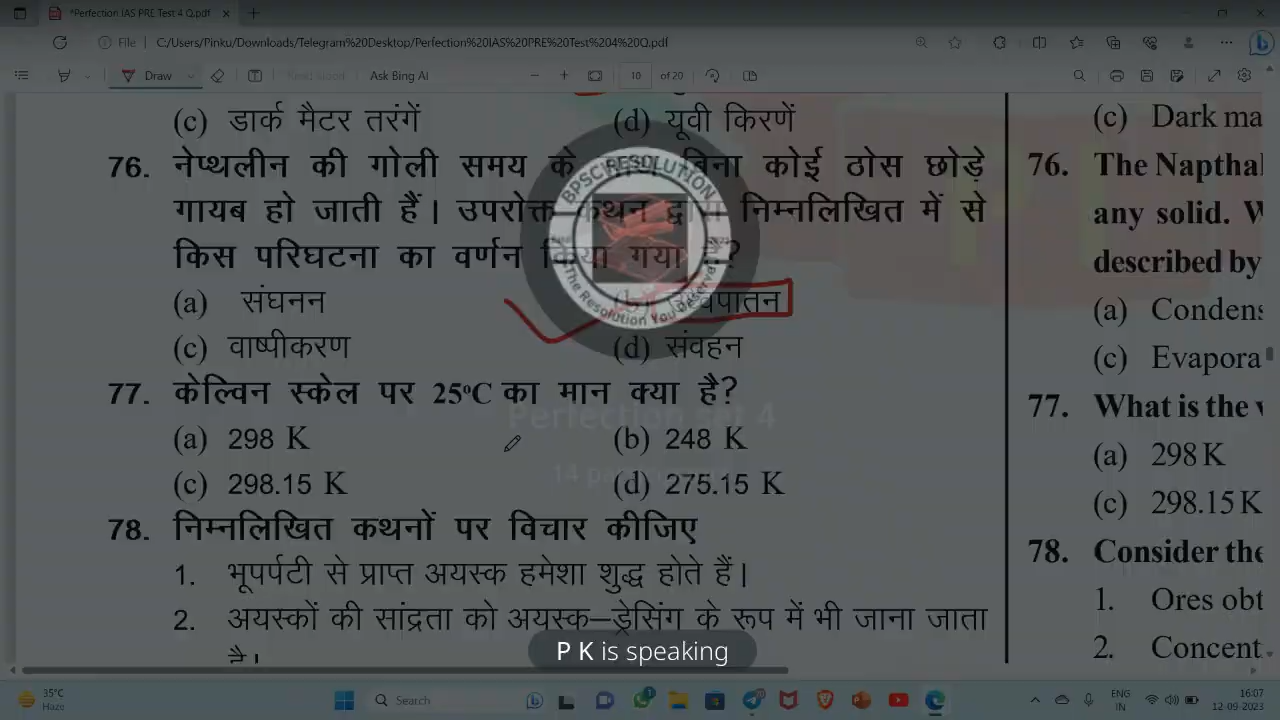 *Perfection IAS PRE Test 4 Q.pdf
File C:/Users/Pinku/Downloads/Telegram%20Desktop/Perfection%20IAS%20PRE%20Test%204%20Q.pdf
Draw Read aloud Ask Bing AI 10 of 20
(c) डार्क मैटर तरंगें (d) यूवी किरणें
76. नेप्थलीन की गोली समय के बिना कोई ठोस छोड़े
गायब हो जाती हैं। उपरोक्त कथन द्वारा निम्नलिखित में से
किस परिघटना का वर्णन किया गया है?
(a) संघनन (b)
(c) वाष्पीकरण (d) संवहन
77. केल्विन स्केल पर 25°C का मान क्या है?
(a) 298 K (b) 248 K
(c) 298.15 K (d) 275.15 K
78. निम्नलिखित कथनों पर विचार कीजिए
1. भूपर्पटी से प्राप्त अयस्क हमेशा शुद्ध होते हैं।
2. अयस्कों की सांद्रता को अयस्क–ड्रेसिंग के रूप में भी जाना जाता
है।
(c) Dark ma
76. The Napthal
any solid. W
described by
(a) Condens
(c) Evapora
77. What is the v
(a) 298 K
(c) 298.15 K
78. Consider the
1. Ores obt
2. Concent
BPSC RESOLUTION
The Resolution You Deserve
Perfection set 4
P K is speaking
35°C
Haze
Search
ENG
IN
16:07
12-09-2023